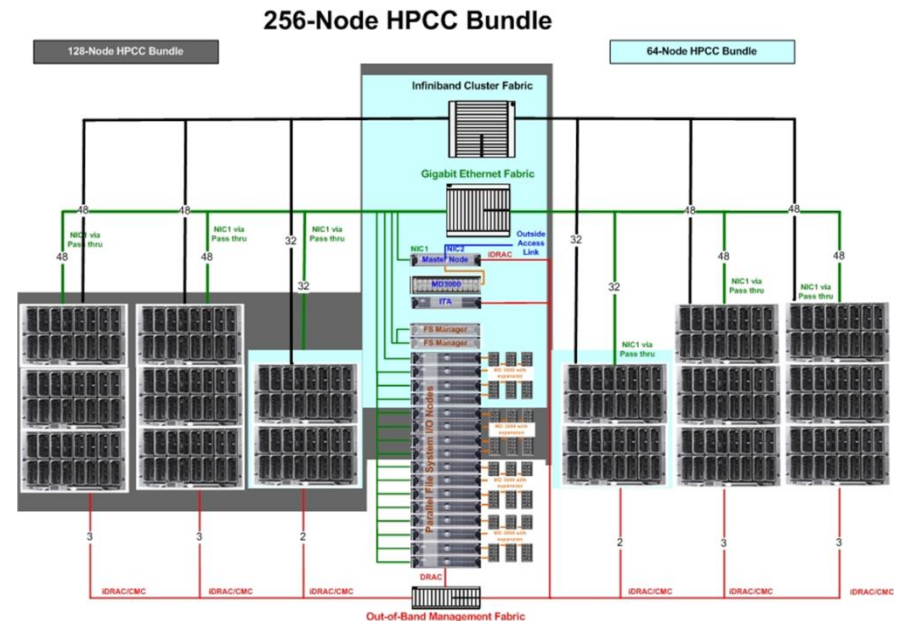 256-Node HPCC Bundle
128-Node HPCC Bundle
64-Node HPCC Bundle
Infiniband Cluster Fabric
Gigabit Ethernet Fabric
48
48
48
48
NIC1 via
Pass thru
48
NIC1 via
Pass thru
48
32
NIC1 via
Pass thru
32
NIC1
NIC2
Outside
Access
Link
Master Node
iDRAC
MD3000
ITA
FS Manager
FS Manager
Parallel File System I/O Nodes
MD 3000 with
expansion
MD 3000 with
expansion
MD 3000 with
expansion
MD 3000 with
expansion
32
32
NIC1 via
Pass thru
48
NIC1 via
Pass thru
48
NIC1 via
Pass thru
3
3
2
2
3
3
DRAC
iDRAC/CMC
iDRAC/CMC
iDRAC/CMC
iDRAC/CMC
iDRAC/CMC
iDRAC/CMC
Out-of-Band Management Fabric